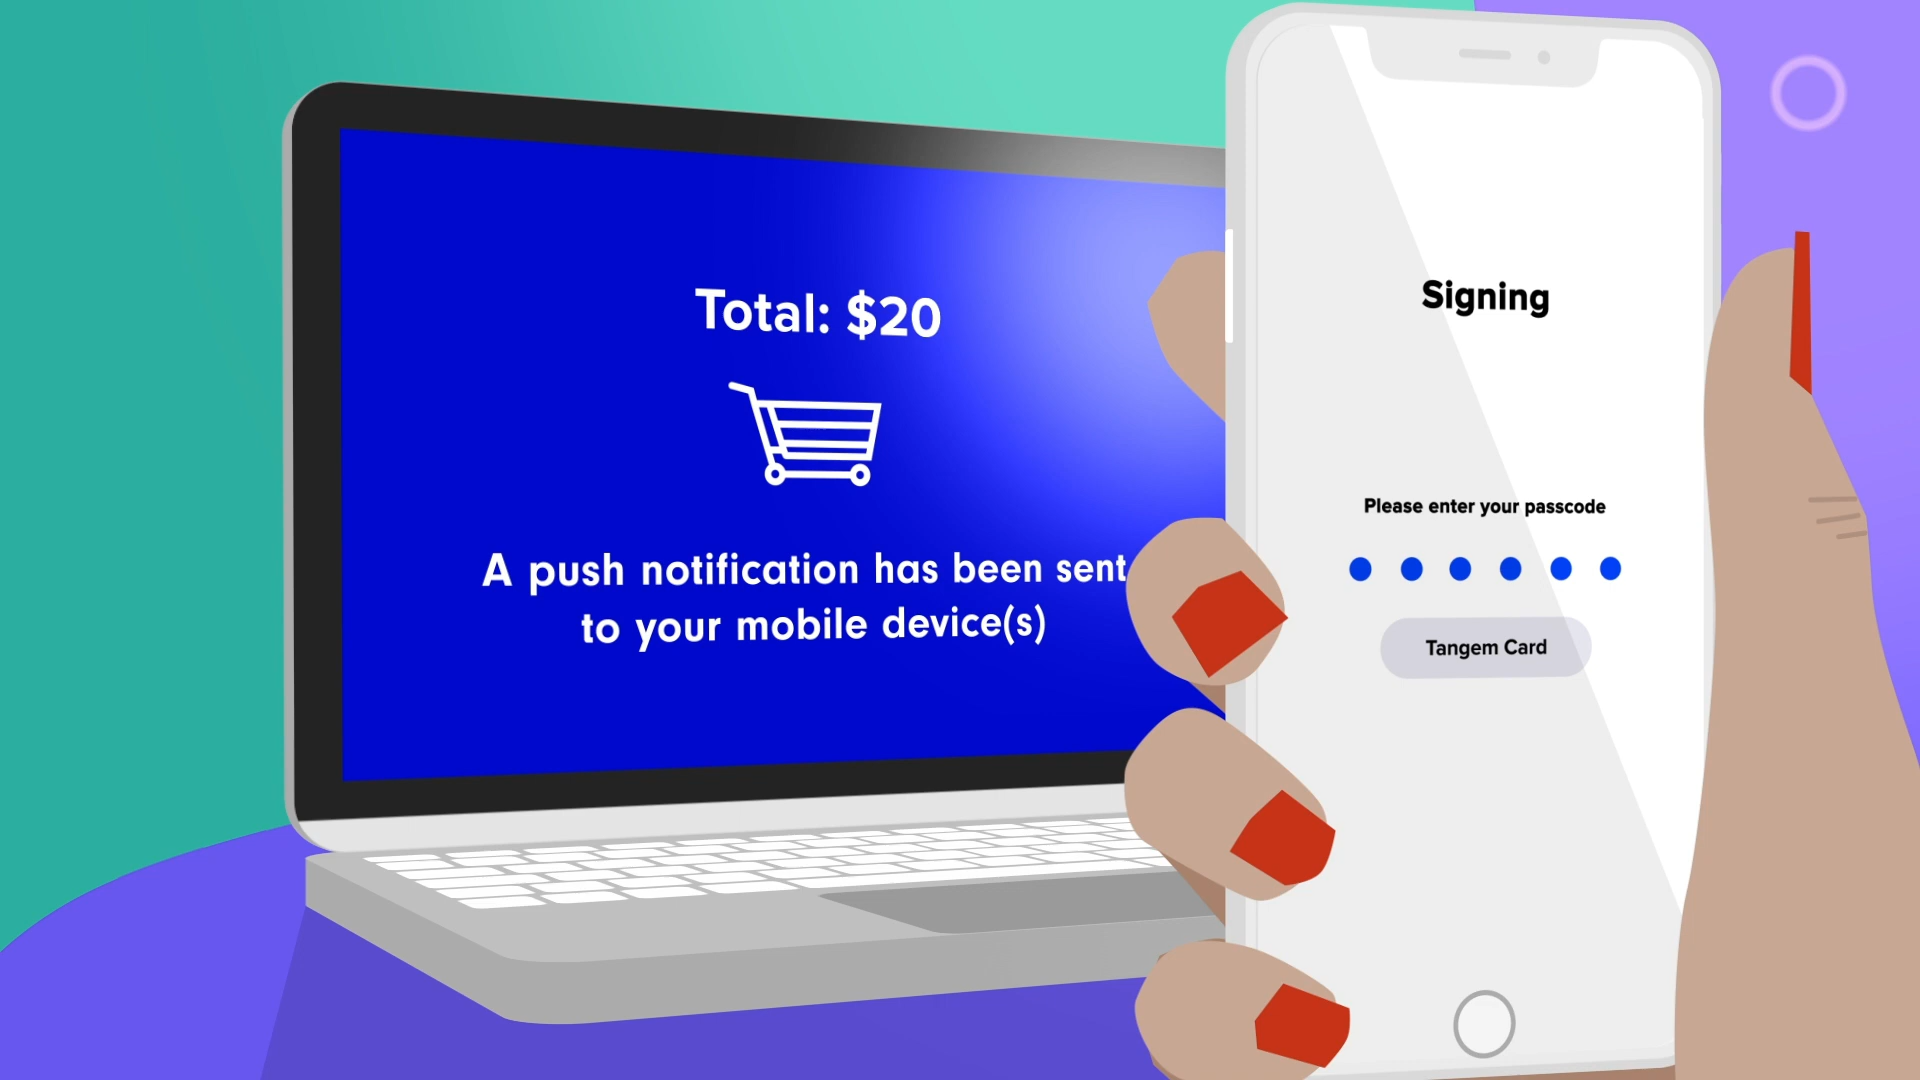 Total: $20
A push notification has been sent
to your mobile device(s)
Signing
Please enter your passcode
Tangem Card